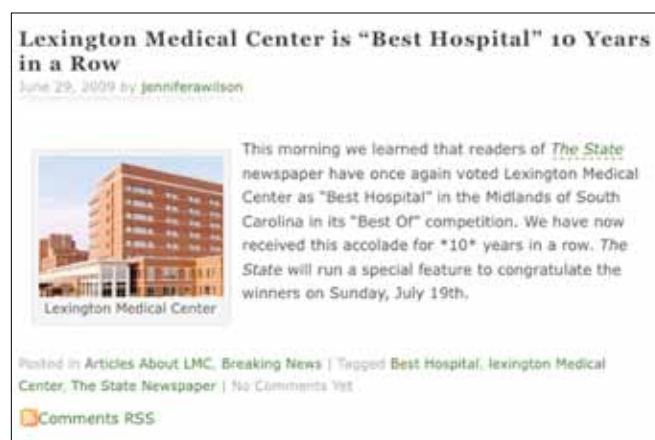 Lexington Medical Center is “Best Hospital” 10 Years
in a Row
June 29, 2009 by jenniferawilson
This morning we learned that readers of The State
newspaper have once again voted Lexington Medical
Center as "Best Hospital" in the Midlands of South
Carolina in its "Best Of" competition. We have now
received this accolade for *10* years in a row. The
State will run a special feature to congratulate the
winners on Sunday, July 19th.
Lexington Medical Center
Posted in Articles About LMC, Breaking News | Tagged Best Hospital, lexington Medical
Center, The State Newspaper | No Comments Yet
Comments RSS